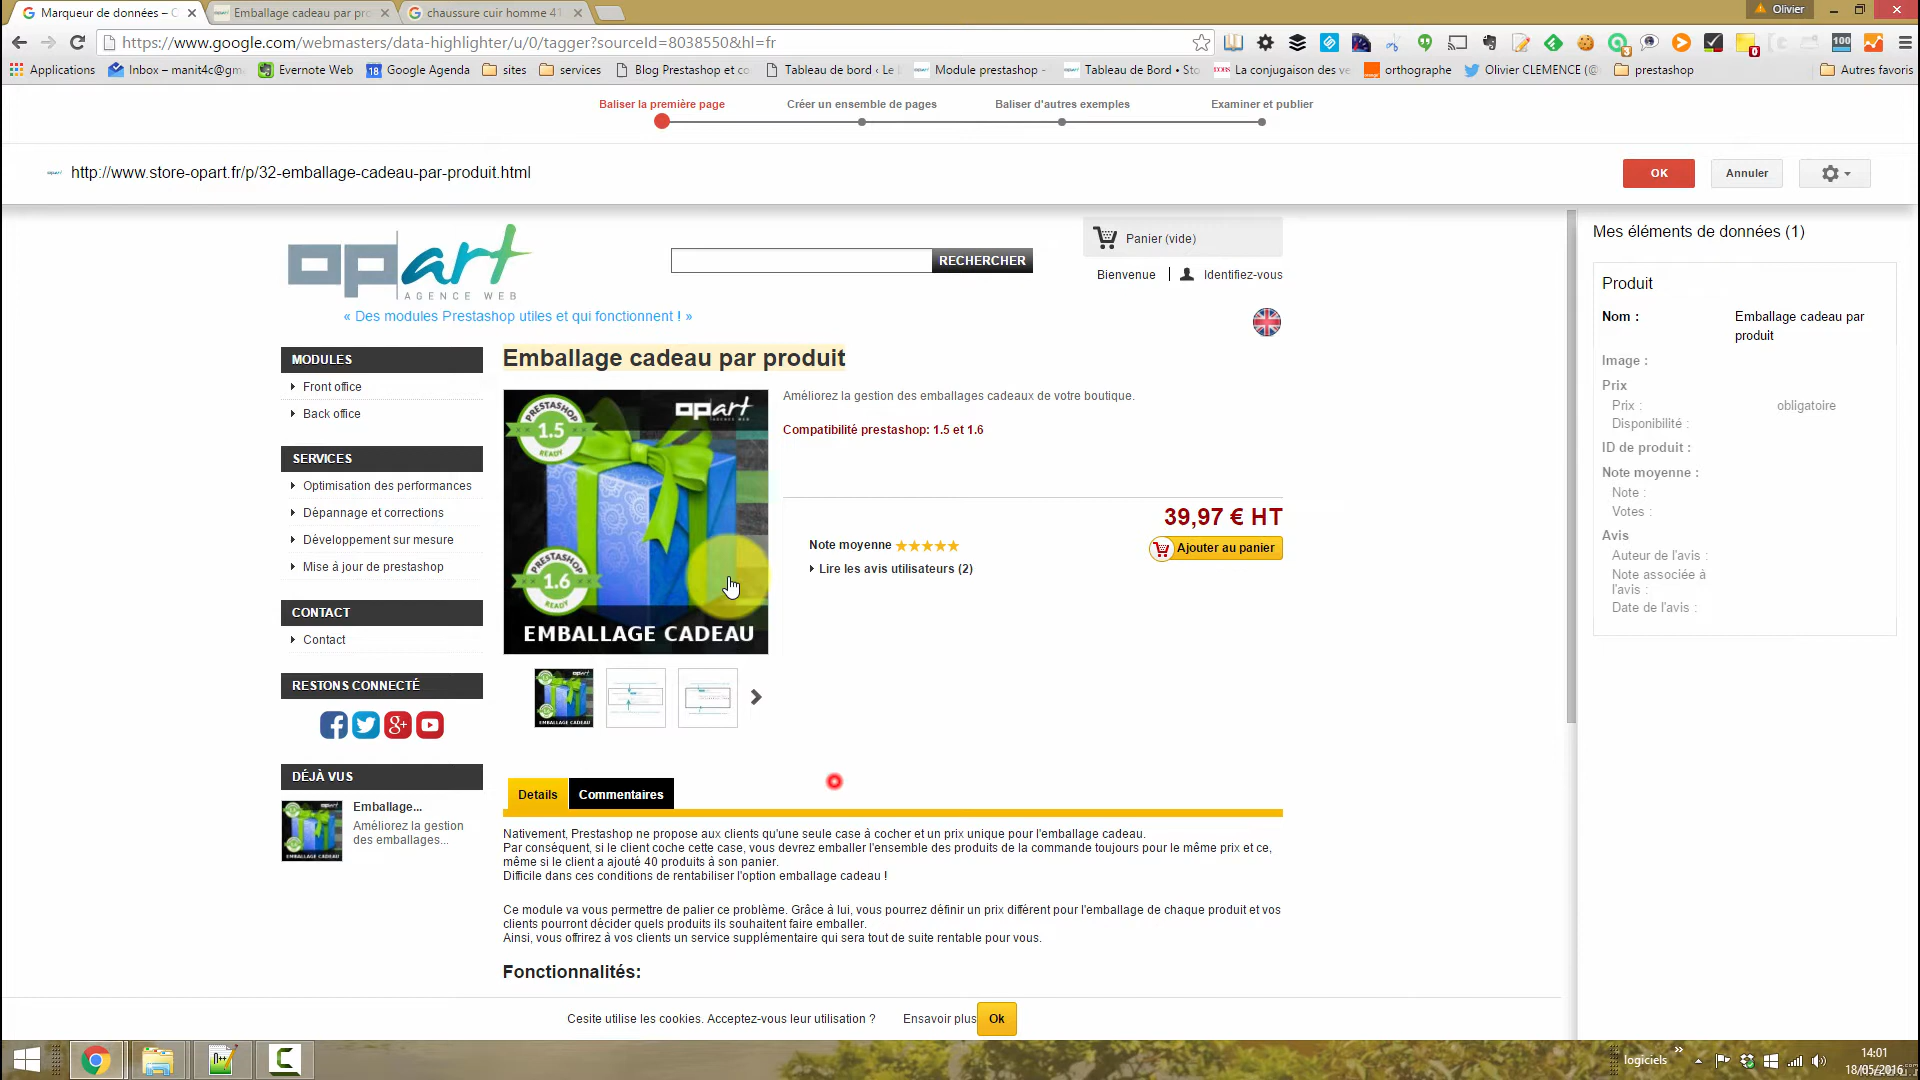 Marqueur de données – C
Emballage cadeau par pro
chaussure cuir homme 41
Olivier
https://www.google.com/webmasters/data-highlighter/u/0/tagger?sourceId=8038550&hl=fr
Applications
Inbox – manit4c@gm
Evernote Web
Google Agenda
sites
services
Blog Prestashop et co
Tableau de bord ‹ Le
Module prestashop -
Tableau de Bord • Sto
La conjugaison des ve
orthographe
Olivier CLEMENCE (@
prestashop
Autres favoris
Baliser la première page
Créer un ensemble de pages
Baliser d'autres exemples
Examiner et publier
http://www.store-opart.fr/p/32-emballage-cadeau-par-produit.html
OK
Annuler
opart
AGENCE WEB
« Des modules Prestashop utiles et qui fonctionnent ! »
RECHERCHER
Panier (vide)
Bienvenue
Identifiez-vous
MODULES
Front office
Back office
SERVICES
Optimisation des performances
Dépannage et corrections
Développement sur mesure
Mise à jour de prestashop
CONTACT
Contact
RESTONS CONNECTÉ
DÉJÀ VUS
Emballage...
Améliorez la gestion
des emballages...
Emballage cadeau par produit
PRESTASHOP
1.5
READY
opart
PRESTASHOP
1.6
READY
EMBALLAGE CADEAU
Améliorez la gestion des emballages cadeaux de votre boutique.
Compatibilité prestashop: 1.5 et 1.6
39,97 € HT
Note moyenne
Ajouter au panier
Lire les avis utilisateurs (2)
Details
Commentaires
Nativement, Prestashop ne propose aux clients qu'une seule case à cocher et un prix unique pour l'emballage cadeau.
Par conséquent, si le client coche cette case, vous devrez emballer l'ensemble des produits de la commande toujours pour le même prix et ce,
même si le client a ajouté 40 produits à son panier.
Difficile dans ces conditions de rentabiliser l'option emballage cadeau !
Ce module va vous permettre de palier ce problème. Grâce à lui, vous pourrez définir un prix différent pour l'emballage de chaque produit et vos
clients pourront décider quels produits ils souhaitent faire emballer.
Ainsi, vous offrirez à vos clients un service supplémentaire qui sera tout de suite rentable pour vous.
Fonctionnalités:
Cesite utilise les cookies. Acceptez-vous leur utilisation ?
Ensavoir plus
Ok
Mes éléments de données (1)
Produit
Nom :
Emballage cadeau par
produit
Image :
Prix
Prix :
obligatoire
Disponibilité :
ID de produit :
Note moyenne :
Note :
Votes :
Avis
Auteur de l'avis :
Note associée à
l'avis :
Date de l'avis :
logiciels
14:01
18/05/2016